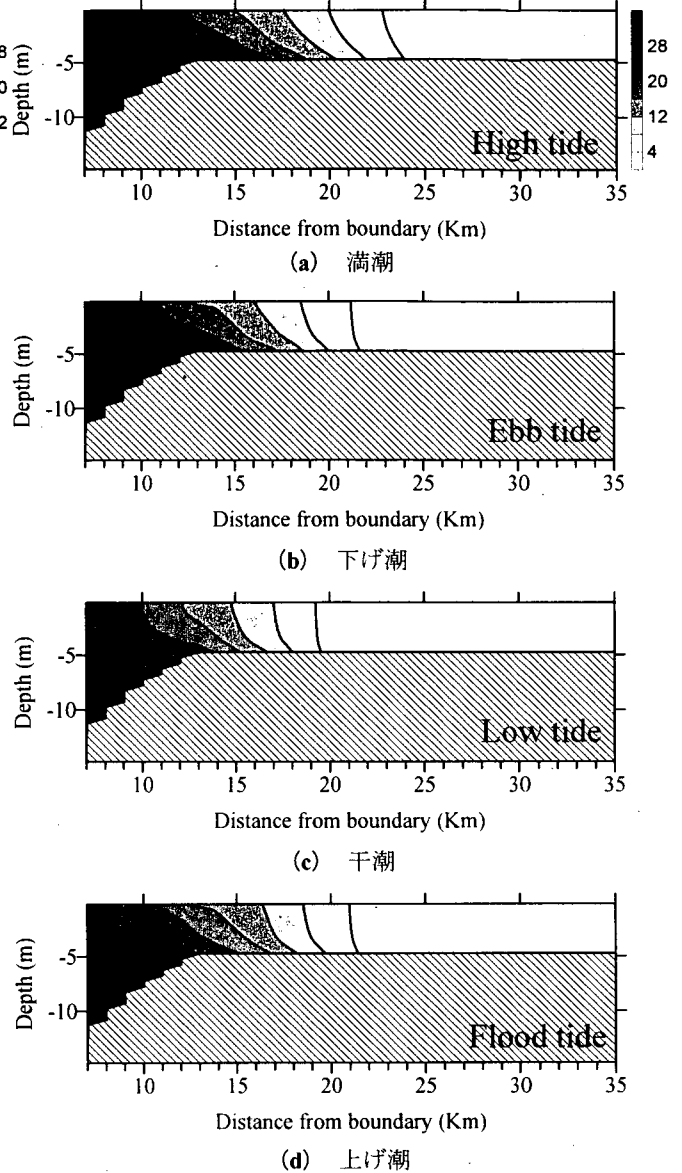 8
0
2
Depth (m)
-5
-10
High tide
28
20
12
4
10 15 20 25 30 35
Distance from boundary (Km)
(a) 満潮
Depth (m)
-5
-10
Ebb tide
10 15 20 25 30 35
Distance from boundary (Km)
(b) 下げ潮
Depth (m)
-5
-10
Low tide
10 15 20 25 30 35
Distance from boundary (Km)
(c) 干潮
Depth (m)
-5
-10
Flood tide
10 15 20 25 30 35
Distance from boundary (Km)
(d) 上げ潮